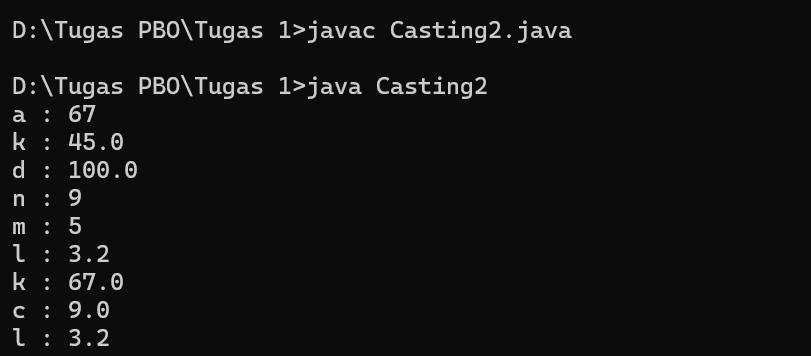 D:\Tugas PBO\Tugas 1>javac Casting2.java
D:\Tugas PBO\Tugas 1>java Casting2
a : 67
k : 45.0
d : 100.0
n : 9
m : 5
l : 3.2
k : 67.0
c : 9.0
l : 3.2